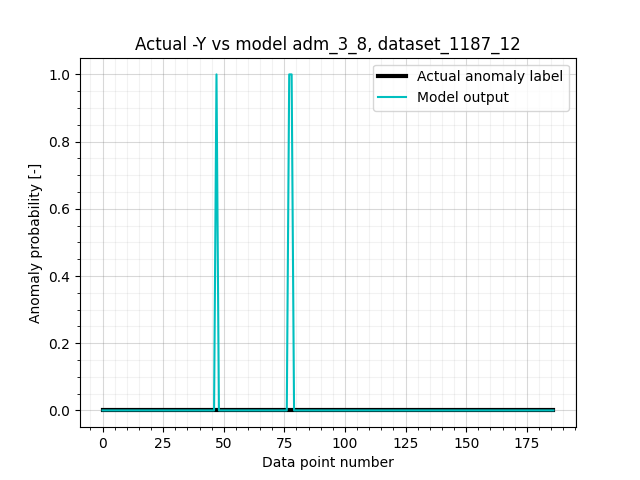 Actual -Y vs model adm_3_8, dataset_1187_12
Actual anomaly label
Model output
Anomaly probability [-]
1.0
0.8
0.6
0.4
0.2
0.0
0 25 50 75 100 125 150 175
Data point number